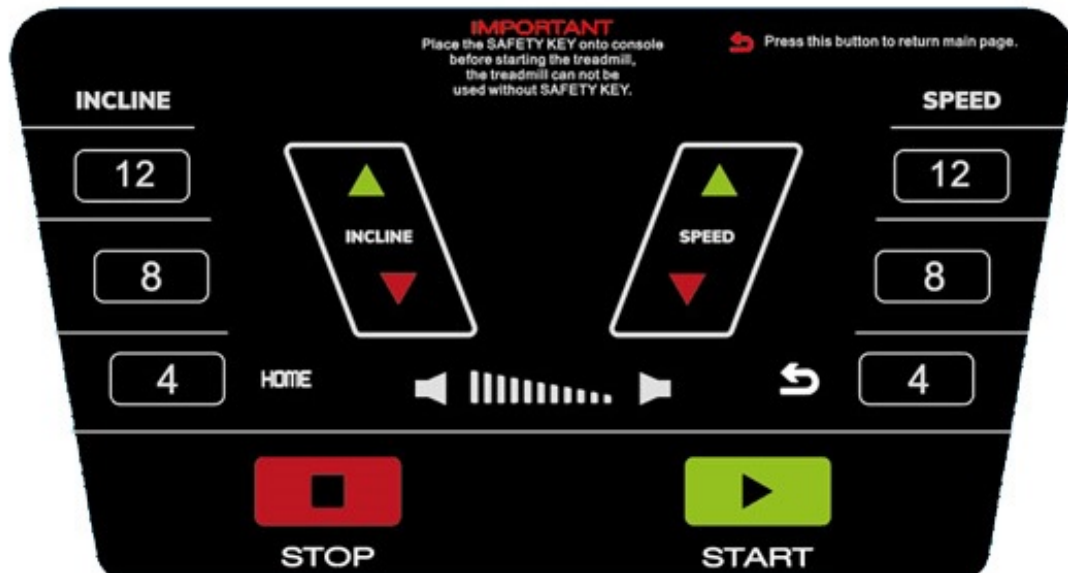 IMPORTANT
Place the SAFETY KEY onto console
before starting the treadmill,
the treadmill can not be
used without SAFETY KEY.
Press this button to return main page.
INCLINE
SPEED
12
12
INCLINE
SPEED
8
8
4
HOME
4
STOP
START